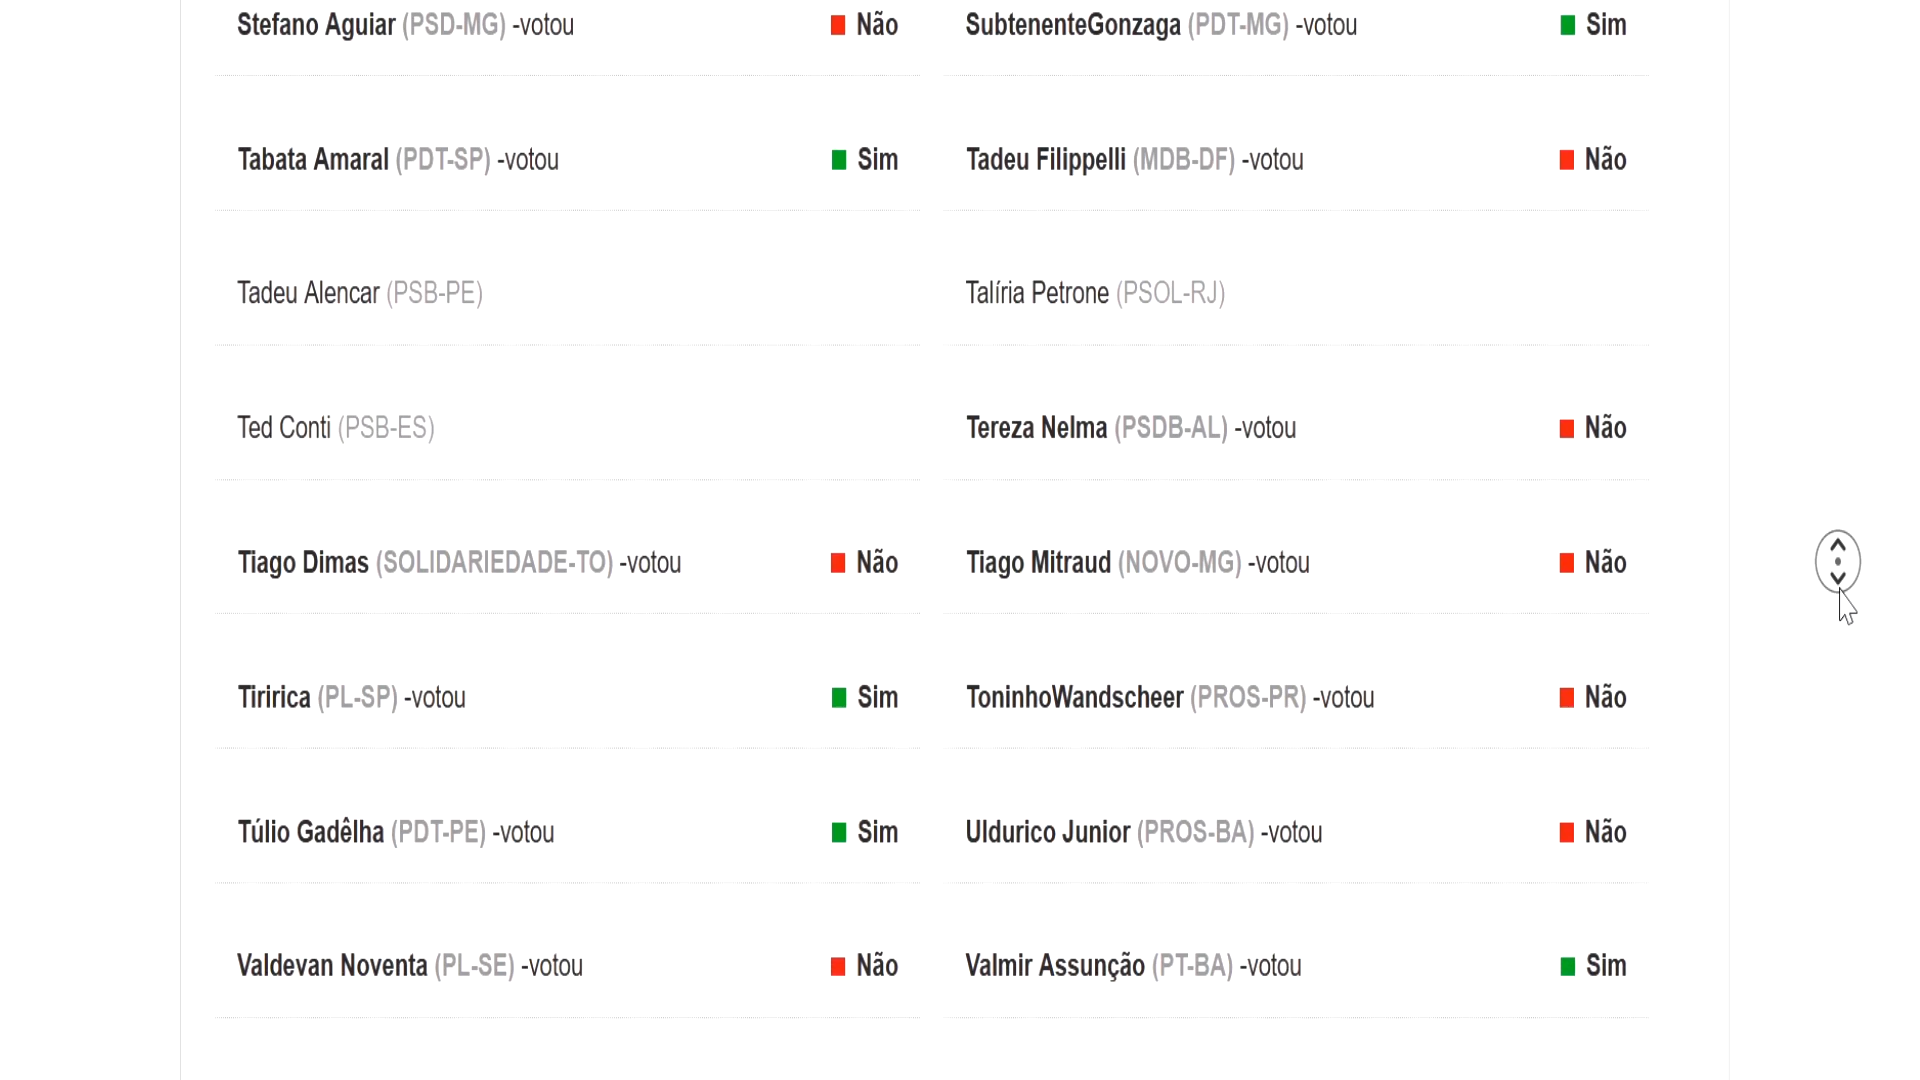 Stefano Aguiar (PSD-MG) -votou Não SubtenenteGonzaga (PDT-MG) -votou Sim
Tabata Amaral (PDT-SP) -votou Sim Tadeu Filippelli (MDB-DF) -votou Não
Tadeu Alencar (PSB-PE) Talíria Petrone (PSOL-RJ)
Ted Conti (PSB-ES) Tereza Nelma (PSDB-AL) -votou Não
Tiago Dimas (SOLIDARIEDADE-TO) -votou Não Tiago Mitraud (NOVO-MG) -votou Não
Tiririca (PL-SP) -votou Sim ToninhoWandscheer (PROS-PR) -votou Não
Túlio Gadêlha (PDT-PE) -votou Sim Uldurico Junior (PROS-BA) -votou Não
Valdevan Noventa (PL-SE) -votou Não Valmir Assunção (PT-BA) -votou Sim